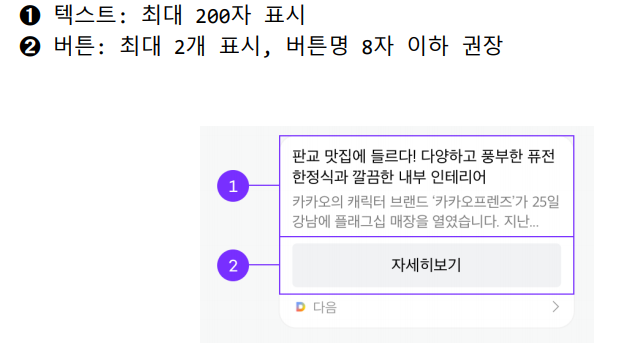 ❶ 텍스트: 최대 200자 표시
❷ 버튼: 최대 2개 표시, 버튼명 8자 이하 권장
판교 맛집에 들르다! 다양하고 풍부한 퓨전
1
한정식과 깔끔한 내부 인테리어
카카오의 캐릭터 브랜드 '카카오프렌즈'가 25일
강남에 플래그십 매장을 열였습니다. 지난...
2
자세히보기
다음